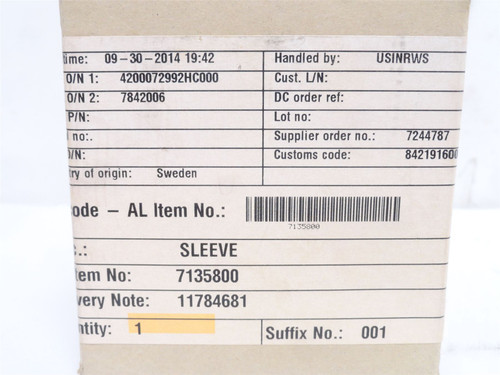 time: 09-30-2014 19:42 Handled by: USINRWS
O/N 1: 4200072992HC000 Cust. L/N:
O/N 2: 7842006 DC order ref:
P/N: Lot no:
no:. Supplier order no.: 7244787
/N: Customs code: 842191600
try of origin: Sweden
ode – AL Item No.:
7135800
c.: SLEEVE
tem No: 7135800
very Note: 11784681
ntity: 1 Suffix No.: 001